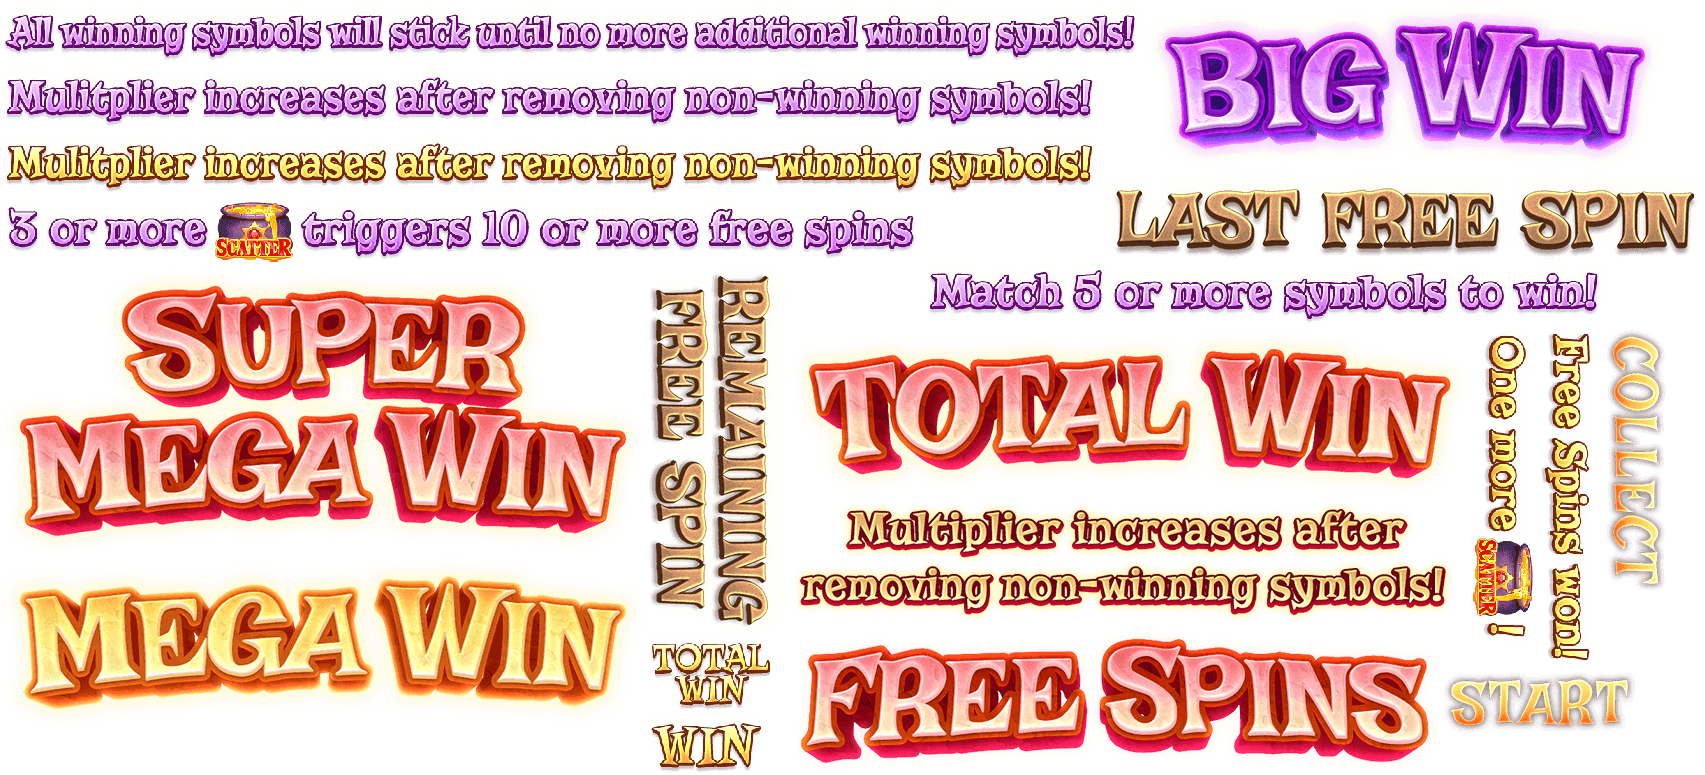 All winning symbols will stick until no more additional winning symbols!
Mulitplier increases after removing non-winning symbols!
Mulitplier increases after removing non-winning symbols!
3 or more SCATTER triggers 10 or more free spins
BIG WIN
LAST FREE SPIN
Match 5 or more symbols to win!
SUPER
MEGA WIN
MEGA WIN
REMAINING
FREE SPIN
TOTAL
WIN
WIN
TOTAL WIN
Multiplier increases after
removing non-winning symbols!
FREE SPINS
COLLECT
Free Spins won!
One more SCATTER !
START